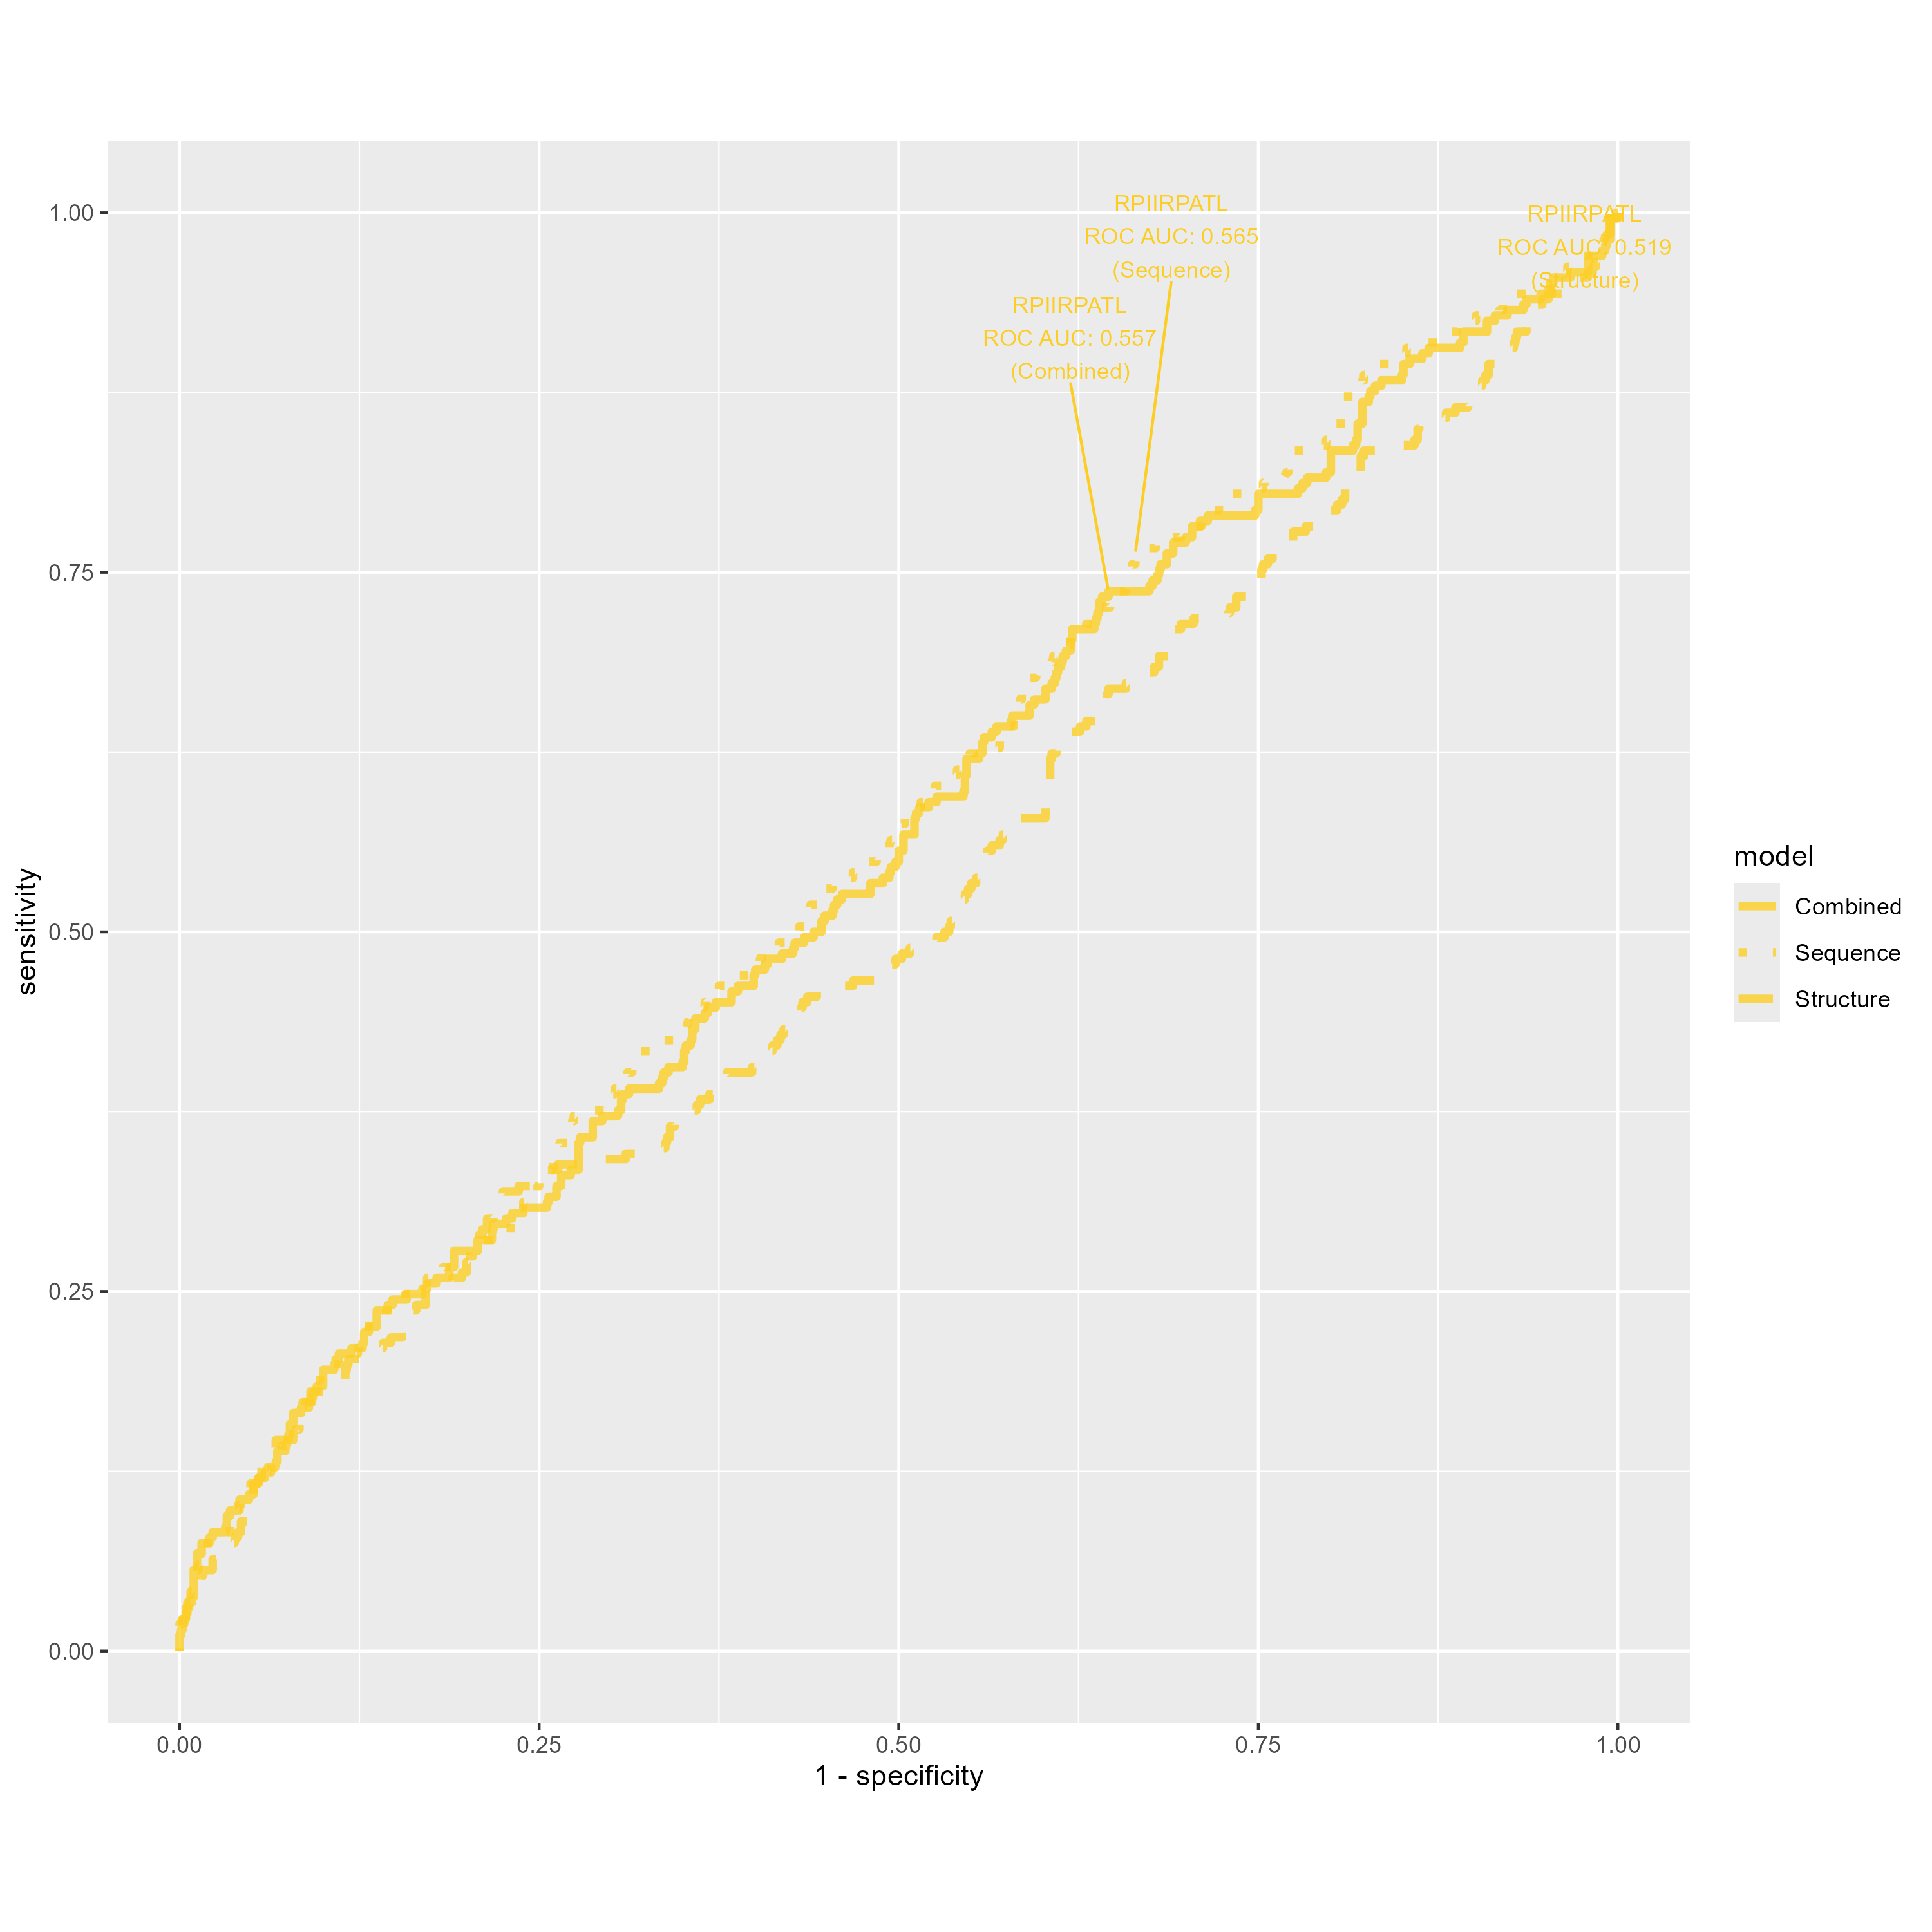 RPIIRPATL
ROC AUC: 0.565
(Sequence)
RPIIRPATL
ROC AUC: 0.519
(Structure)
RPIIRPATL
ROC AUC: 0.557
(Combined)
1.00
0.75
0.50
0.25
0.00
sensitivity
0.00
0.25
0.50
0.75
1.00
1 - specificity
model
Combined
Sequence
Structure